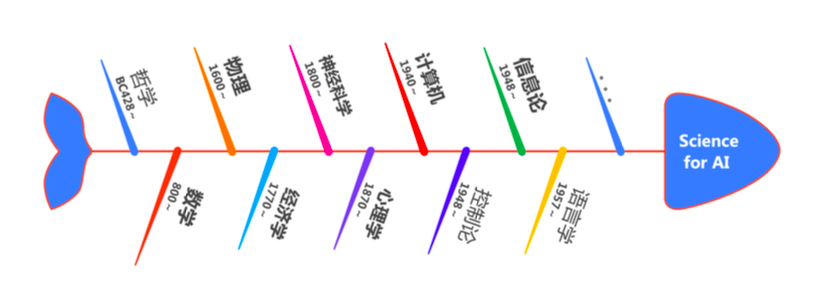 哲学
BC428~
物理
1600~
神经科学
1800~
计算机
1940~
信息论
1948~
...
数学
800~
经济学
1770~
心理学
1870~
控制论
1948~
语言学
1957~
Science
for AI